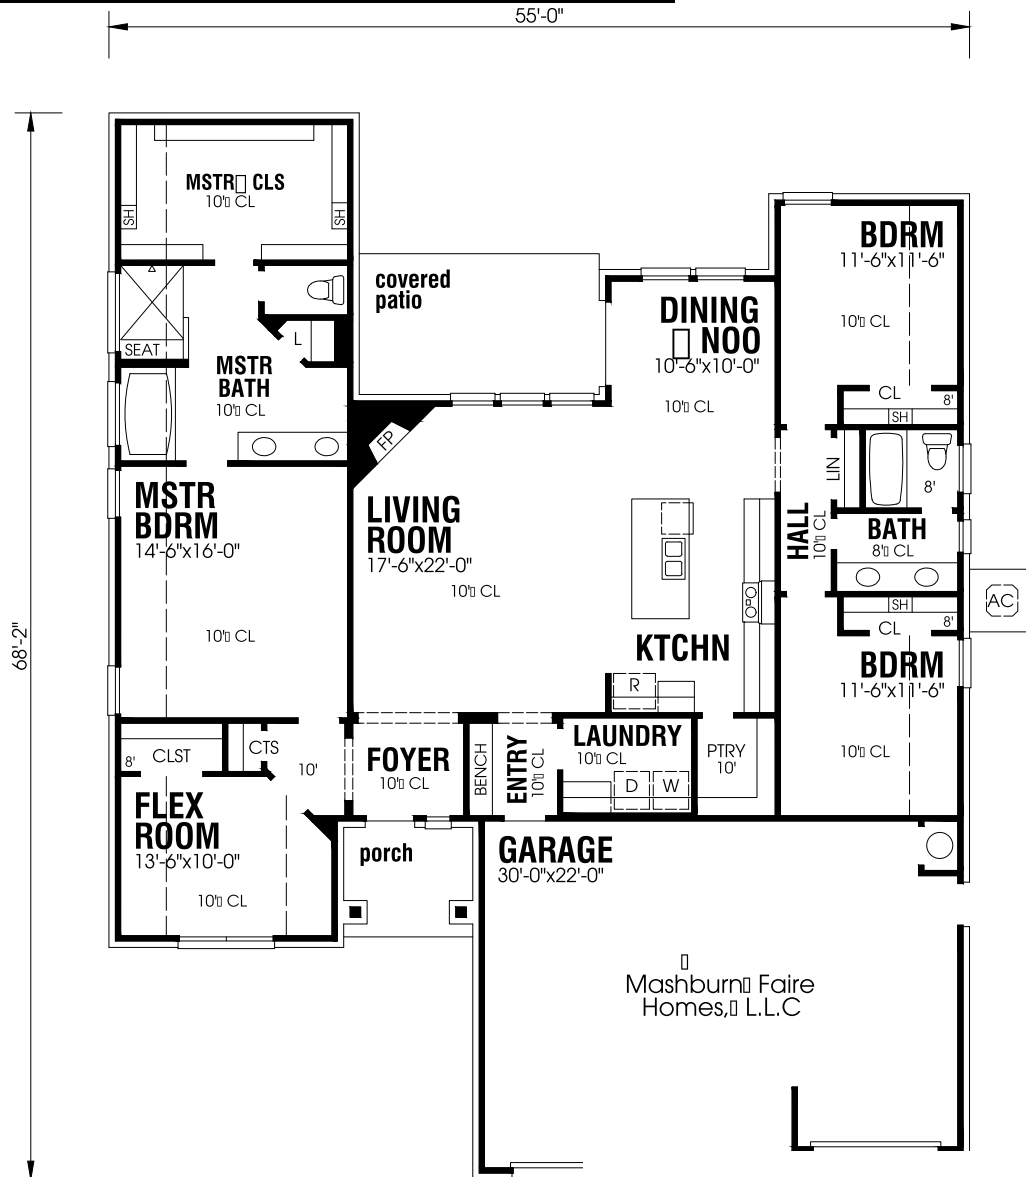 55'-0"
68'-2"
MSTR▯ CLS
10'▯ CL
SH
SH
covered
patio
BDRM
11'-6"x11'-6"
10'▯ CL
CL
8'
SH
SEAT
L
MSTR
BATH
10'▯ CL
DINING
▯ NOO
10'-6"x10'-0"
10'▯ CL
FP
LIN
8'
MSTR
BDRM
14'-6"x16'-0"
10'▯ CL
LIVING
ROOM
17'-6"x22'-0"
10'▯ CL
HALL
10'▯ CL
BATH
8'▯ CL
AC
SH
8'
CL
BDRM
11'-6"x11'-6"
10'▯ CL
KTCHN
R
CLST
8'
CTS
10'
FOYER
10'▯ CL
BENCH
ENTRY
10'▯ CL
LAUNDRY
10'▯ CL
D
W
PTRY
10'
FLEX
ROOM
13'-6"x10'-0"
10'▯ CL
porch
GARAGE
30'-0"x22'-0"
▯
Mashburn▯ Faire
Homes,▯ L.L.C